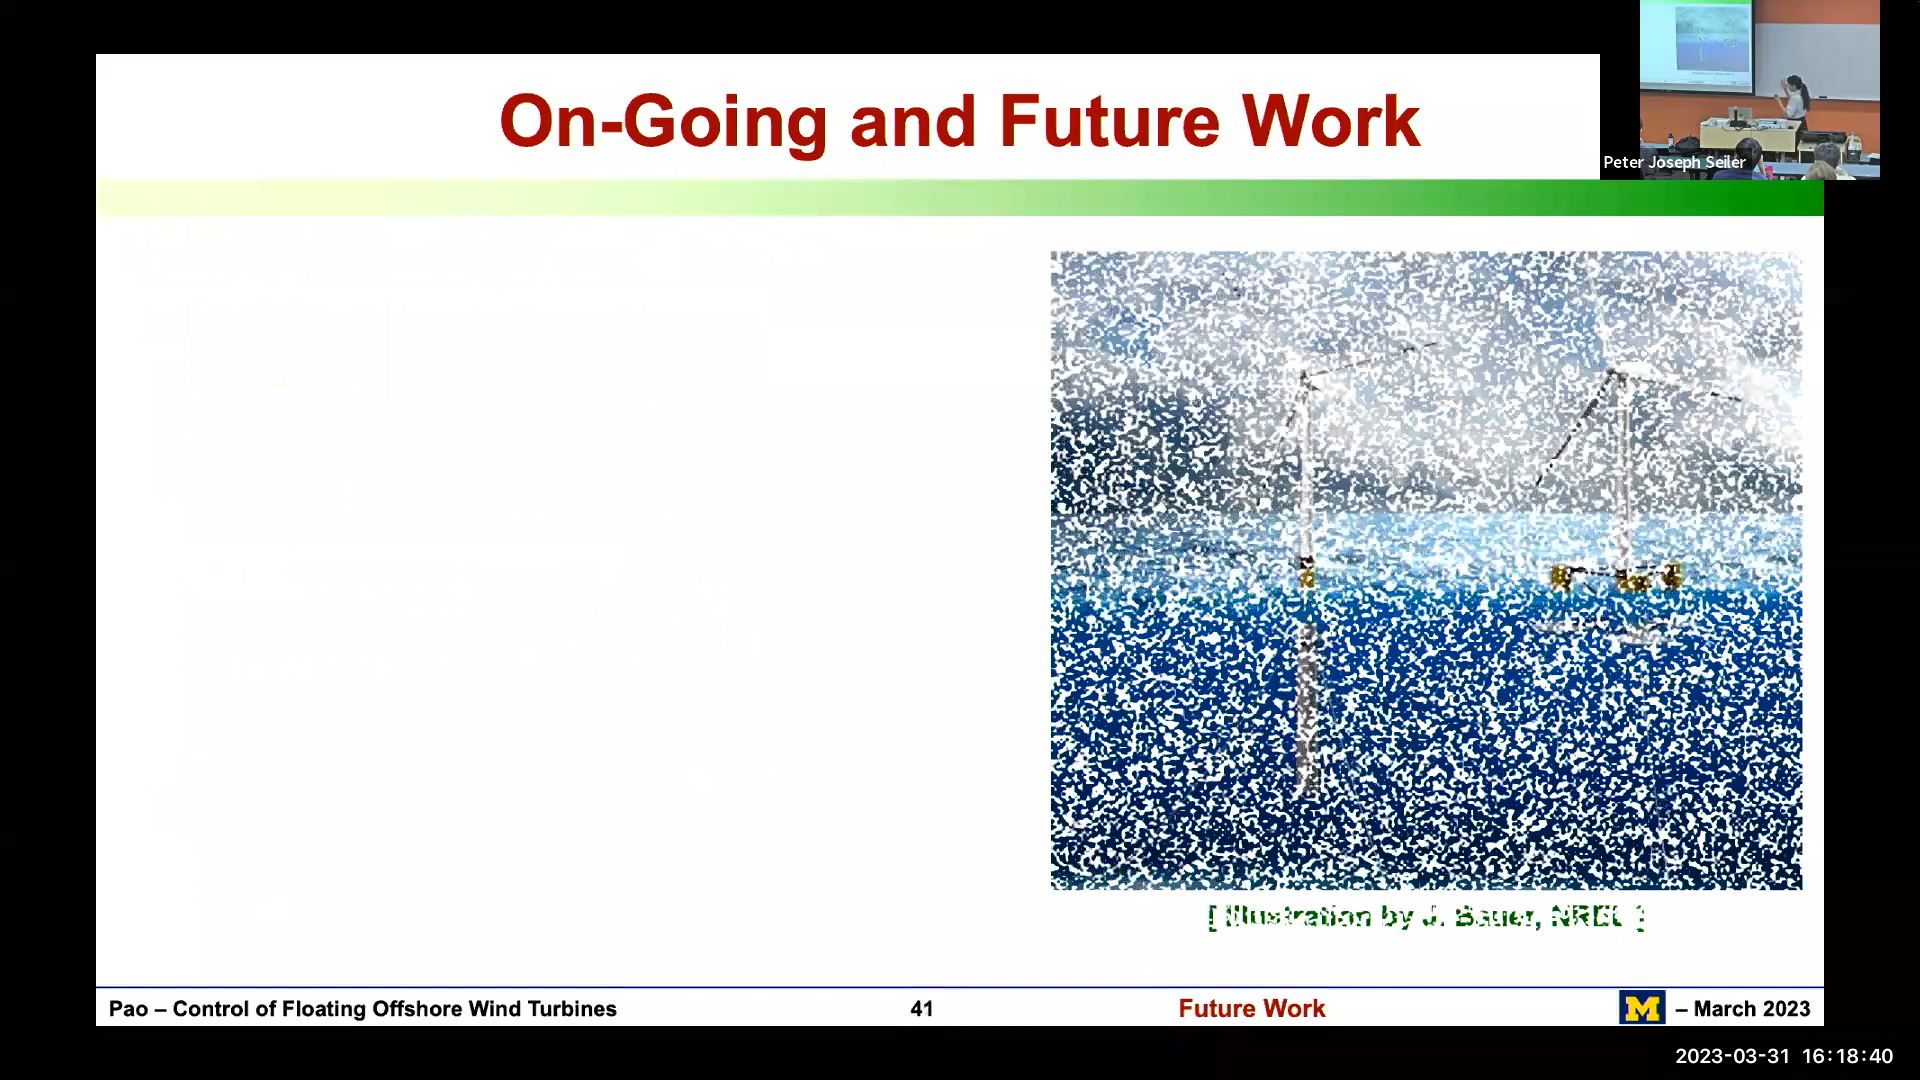 On-Going and Future Work
Peter Joseph Seiler
[ Illustration by J. Bauer, NREL ]
Pao – Control of Floating Offshore Wind Turbines
41
Future Work
M – March 2023
2023-03-31 16:18:40